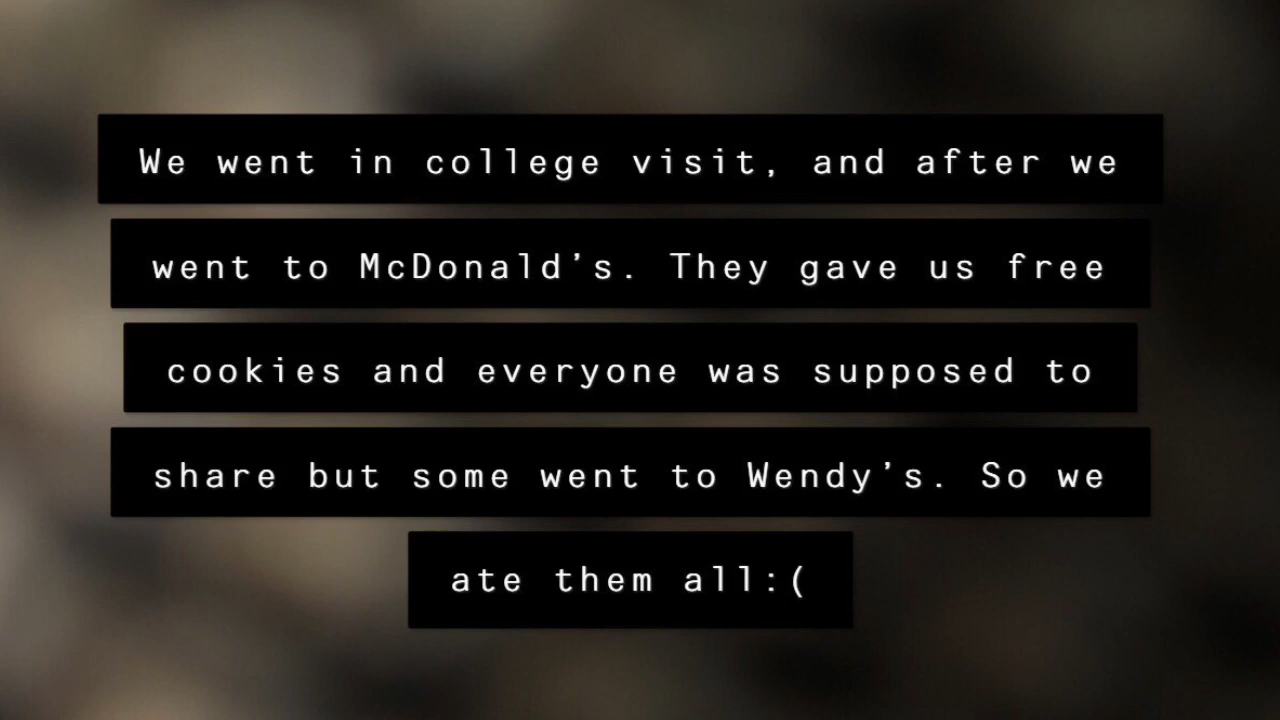 We went in college visit, and after we
went to McDonald’s. They gave us free
cookies and everyone was supposed to
share but some went to Wendy’s. So we
ate them all:(